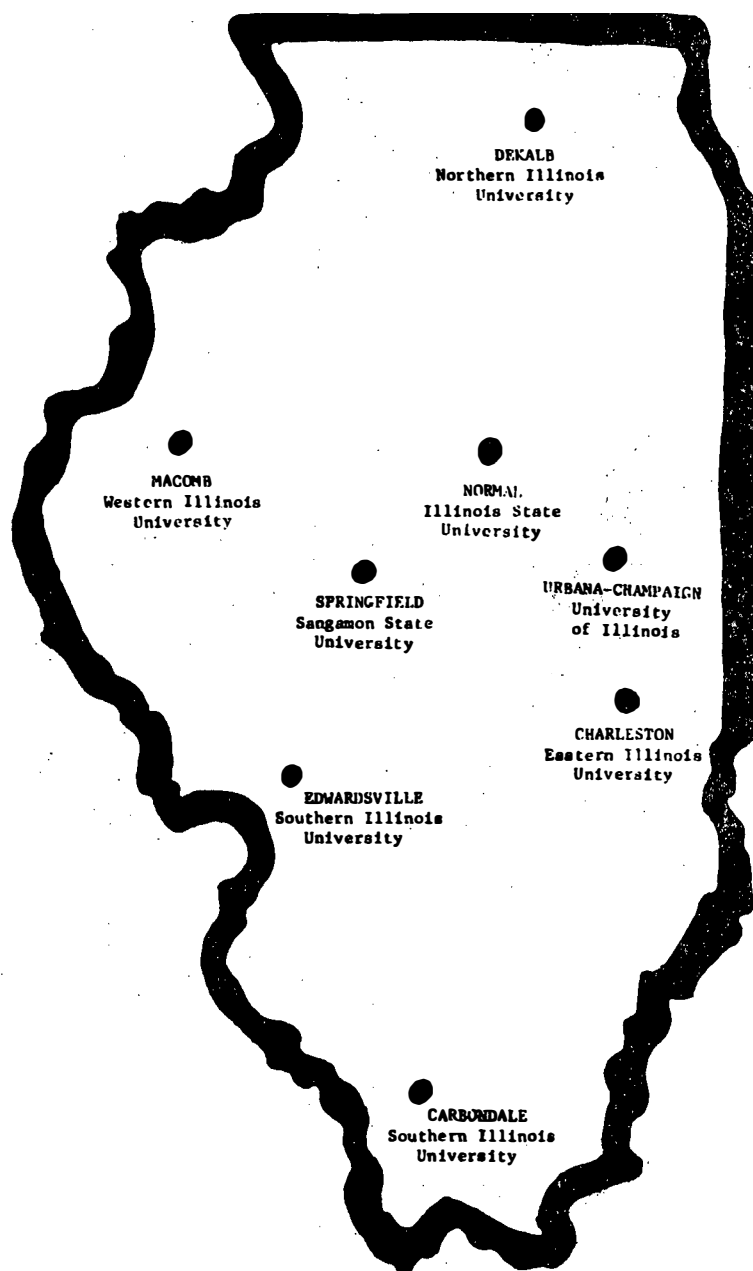 DEKALB
Northern Illinois
University
MACOMB
Western Illinois
University
NORMAL
Illinois State
University
SPRINGFIELD
Sangamon State
University
URBANA-CHAMPAIGN
University
of Illinois
CHARLESTON
Eastern Illinois
University
EDWARDSVILLE
Southern Illinois
University
CARBONDALE
Southern Illinois
University